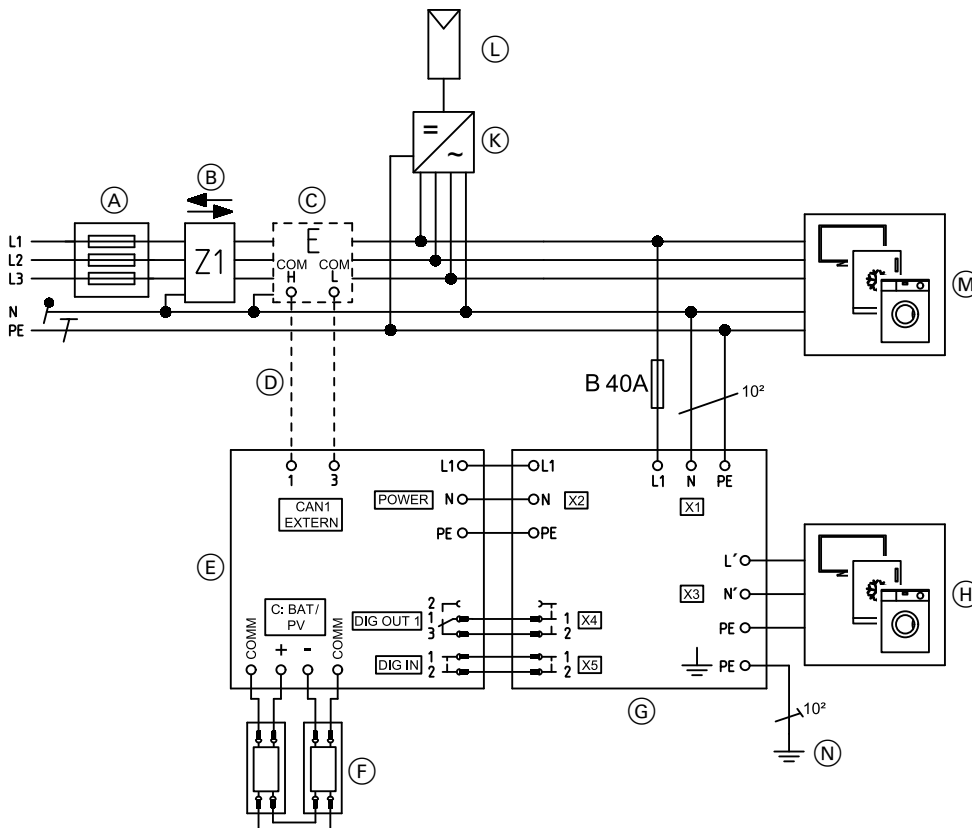 L
=
~
K
A
B
C
L1
L2
L3
N
PE
Z1
E
COM H
COM L
M
D
B 40A
10²
1
3
CAN1 EXTERN
POWER
L1
N
PE
L1
N
PE
X2
L1
N
PE
X1
E
C: BAT/ PV
COMM
+
-
COMM
DIG OUT 1
2
1
3
DIG IN
1
2
1
2
X4
1
2
X5
X3
L´
N´
PE
PE
H
G
10²
N
F